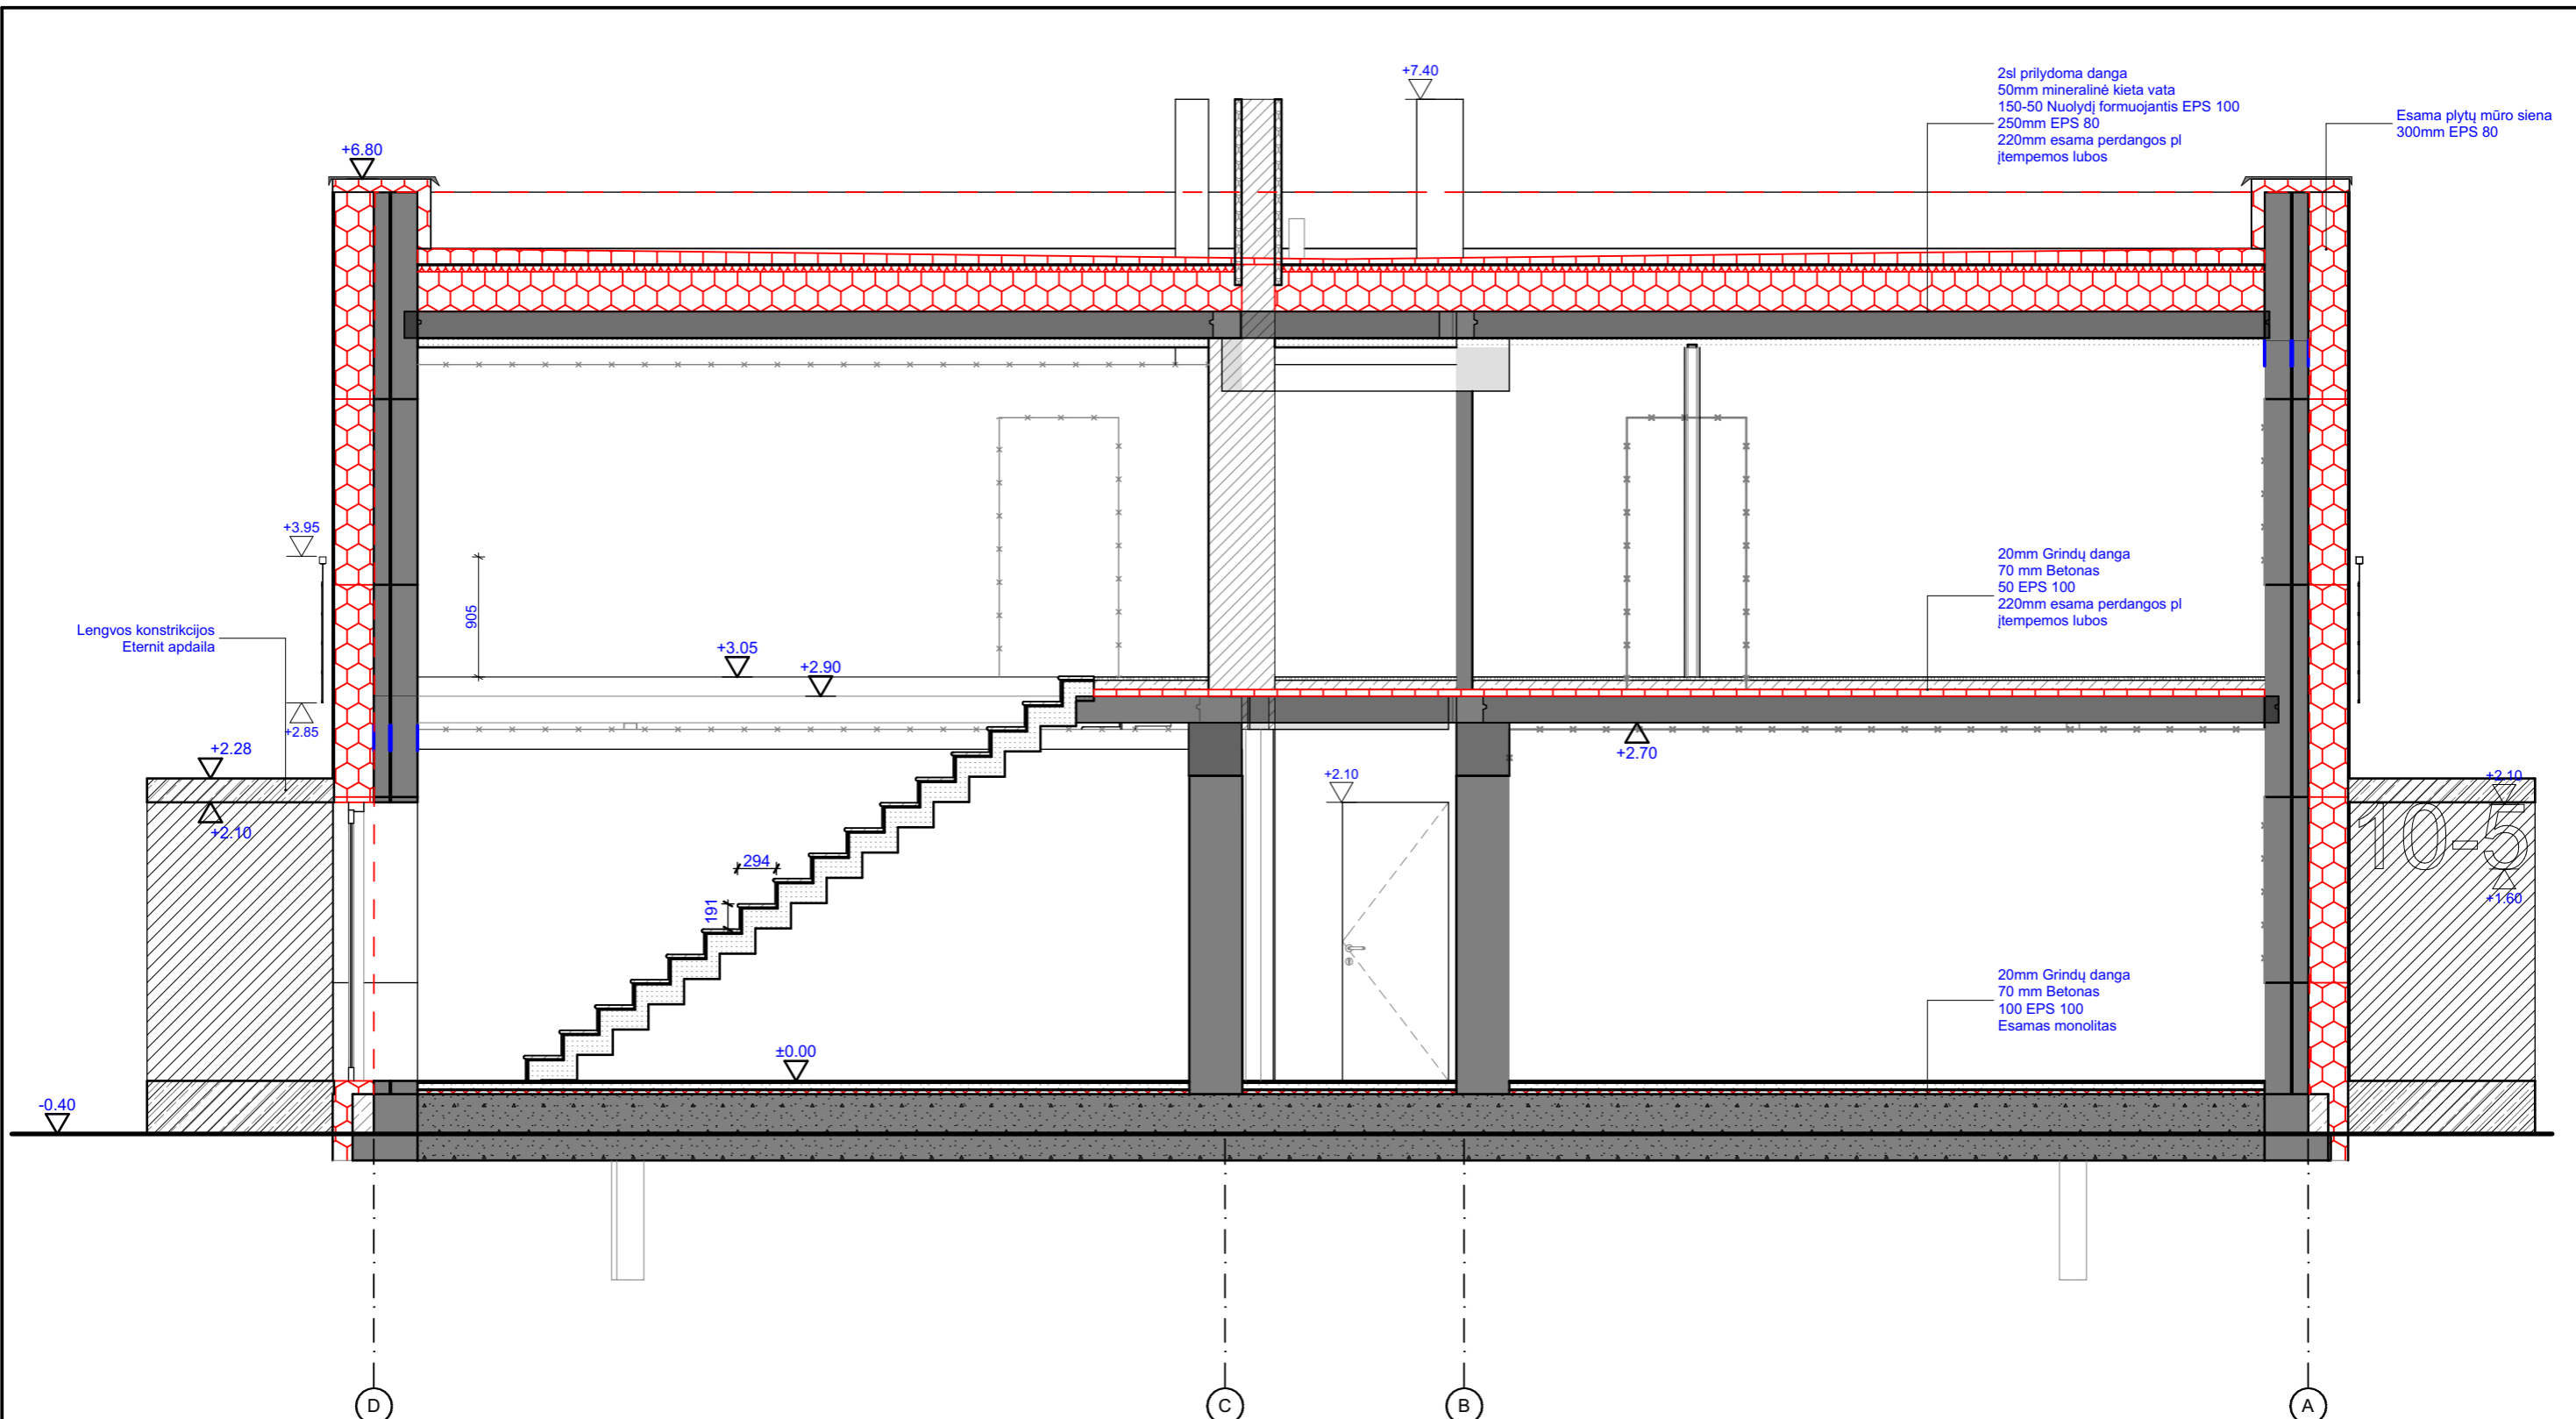 +7.40
2sl prilydoma danga
50mm mineralinė kieta vata
150-50 Nuolydį formuojantis EPS 100
250mm EPS 80
220mm esama perdangos pl
įtempemos lubos
Esama plytų mūro siena
300mm EPS 80
+6.80
+3.95
905
20mm Grindų danga
70 mm Betonas
50 EPS 100
220mm esama perdangos pl
įtempemos lubos
Lengvos konstrikcijos
Eternit apdaila
+3.05
+2.90
+2.85
+2.28
+2.70
+2.10
+2.10
+2.10
10-5
294
191
+1.60
20mm Grindų danga
70 mm Betonas
100 EPS 100
Esamas monolitas
±0.00
-0.40
D
C
B
A